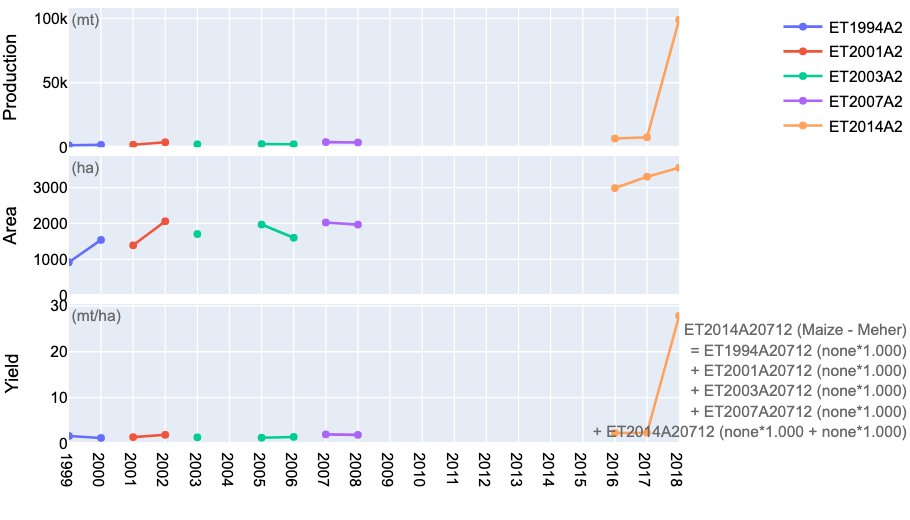 Production
(mt)
100k
50k
0
ET1994A2
ET2001A2
ET2003A2
ET2007A2
ET2014A2
Area
(ha)
3000
2000
1000
0
Yield
(mt/ha)
30
20
10
0
ET2014A20712 (Maize - Meher)
= ET1994A20712 (none*1.000)
+ ET2001A20712 (none*1.000)
+ ET2003A20712 (none*1.000)
+ ET2007A20712 (none*1.000)
+ ET2014A20712 (none*1.000 + none*1.000)
1999 2000 2001 2002 2003 2004 2005 2006 2007 2008 2009 2010 2011 2012 2013 2014 2015 2016 2017 2018